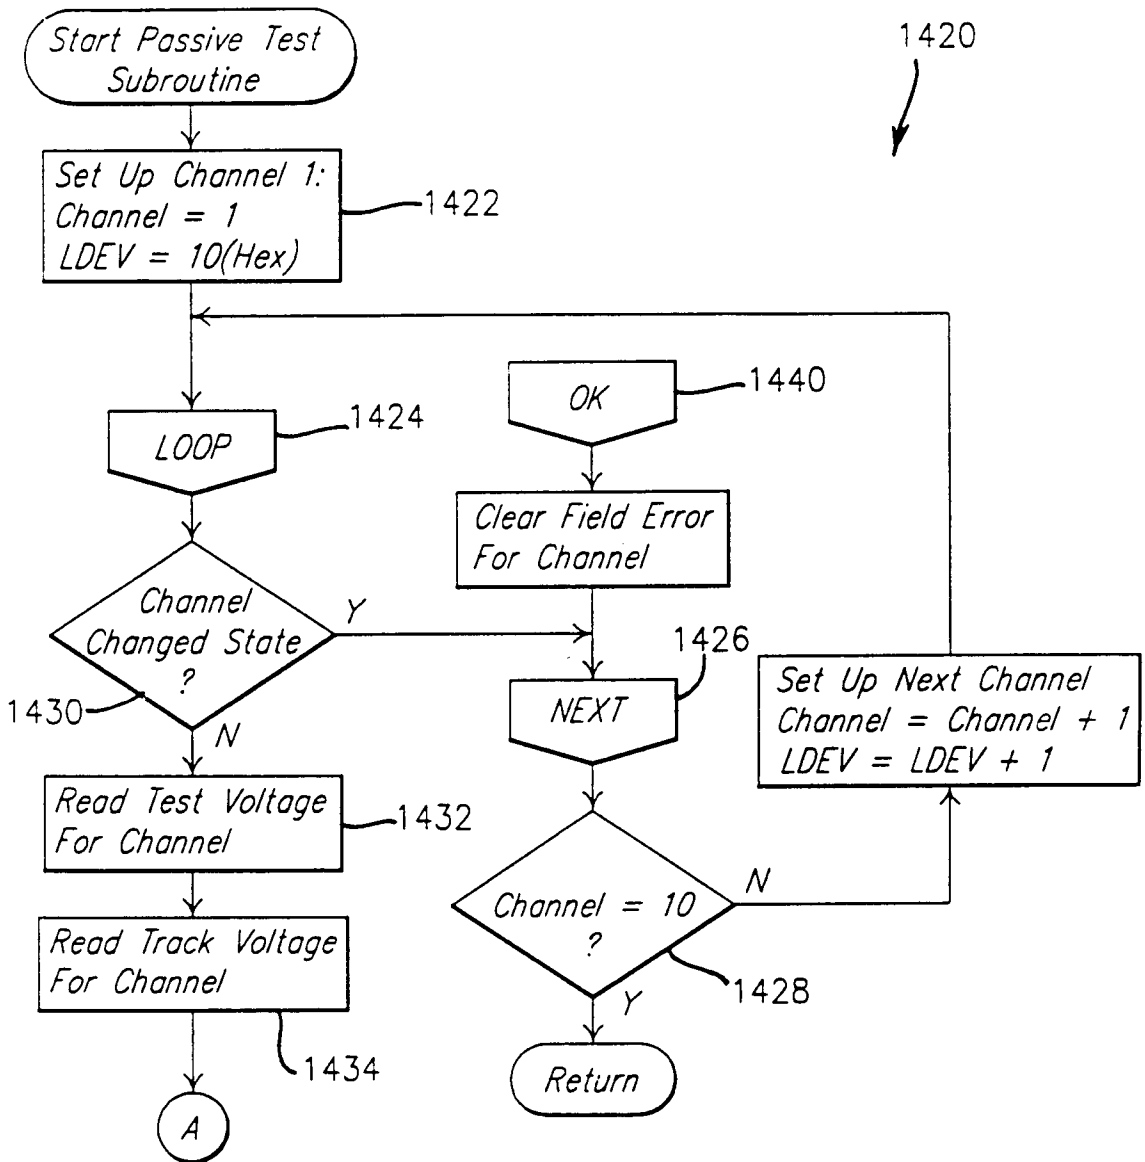 Start Passive Test
Subroutine
1420
Set Up Channel 1:
Channel = 1
LDEV = 10(Hex)
1422
LOOP
1424
OK
1440
Clear Field Error
For Channel
Channel
Changed State
?
Y
N
1430
NEXT
1426
Set Up Next Channel
Channel = Channel + 1
LDEV = LDEV + 1
Read Test Voltage
For Channel
1432
Channel = 10
?
N
Y
1428
Read Track Voltage
For Channel
1434
Return
A